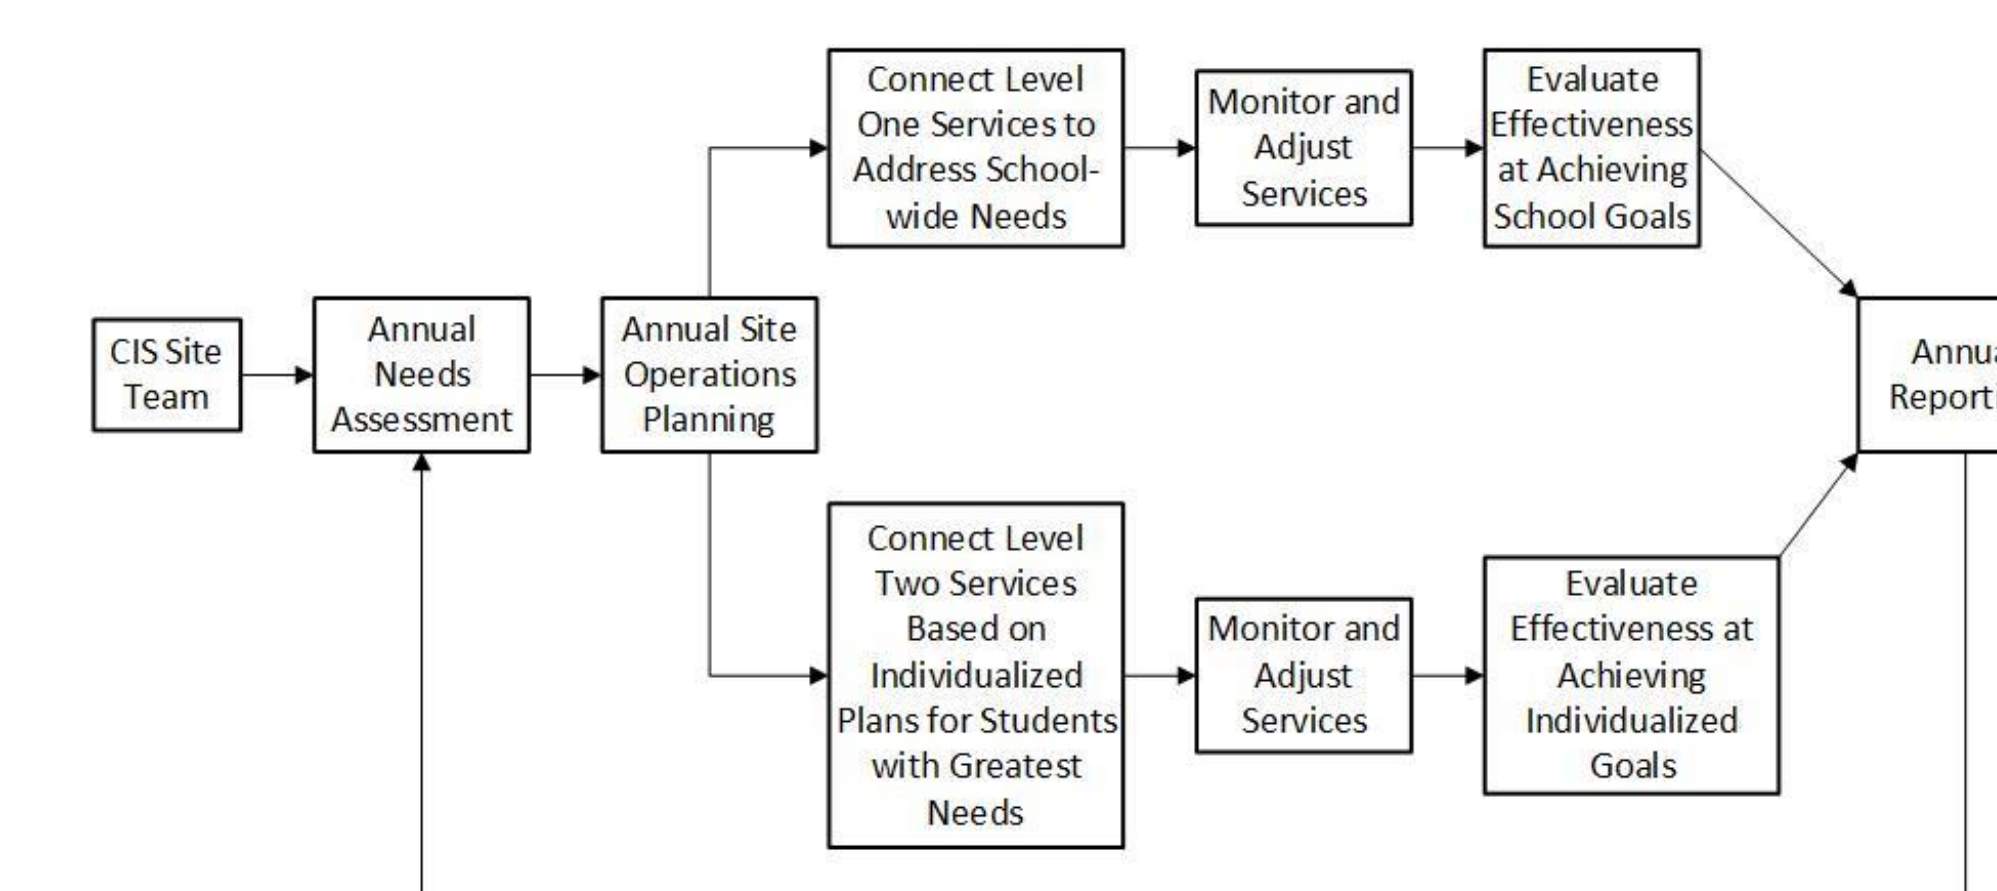 CIS Site
Team
Annual
Needs
Assessment
Annual Site
Operations
Planning
Connect Level
One Services to
Address School-
wide Needs
Monitor and
Adjust
Services
Evaluate
Effectiveness
at Achieving
School Goals
Connect Level
Two Services
Based on
Individualized
Plans for Students
with Greatest
Needs
Monitor and
Adjust
Services
Evaluate
Effectiveness at
Achieving
Individualized
Goals